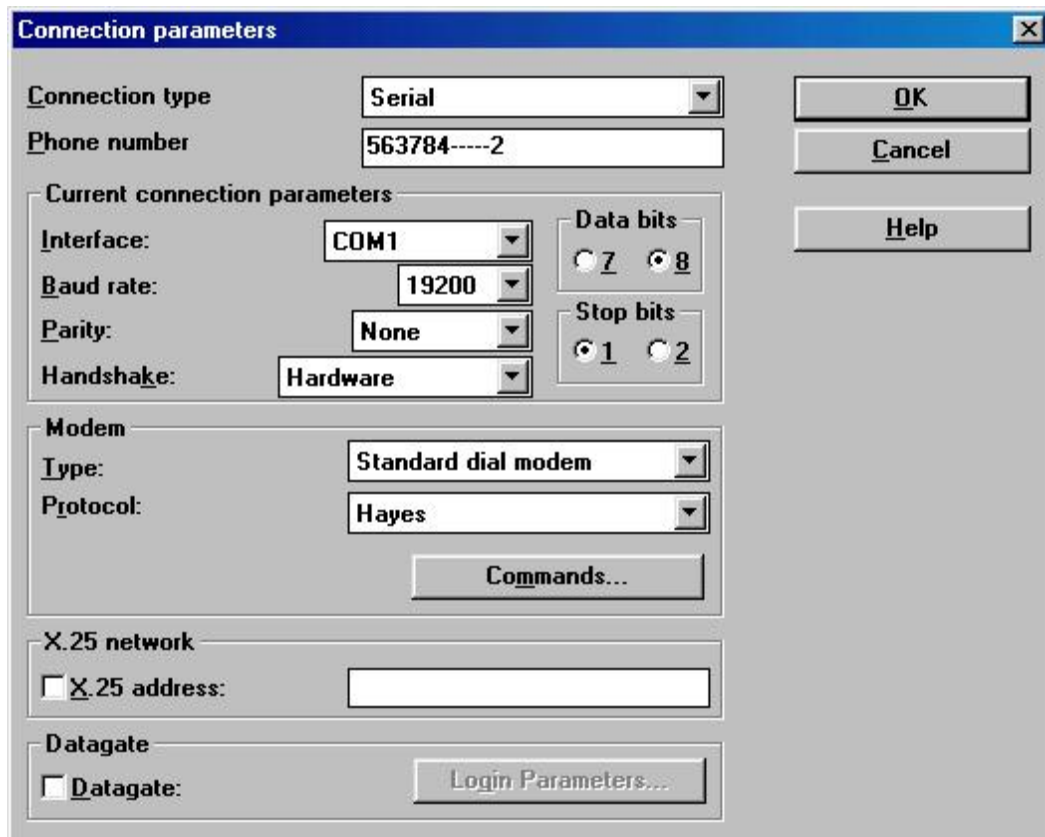 Connection parameters
Connection type Serial
Phone number 563784-----2
OK
Cancel
Help
Current connection parameters
Interface: COM1
Baud rate: 19200
Parity: None
Handshake: Hardware
Data bits
7 8
Stop bits
1 2
Modem
Type: Standard dial modem
Protocol: Hayes
Commands...
X.25 network
X.25 address:
Datagate
Datagate: Login Parameters...